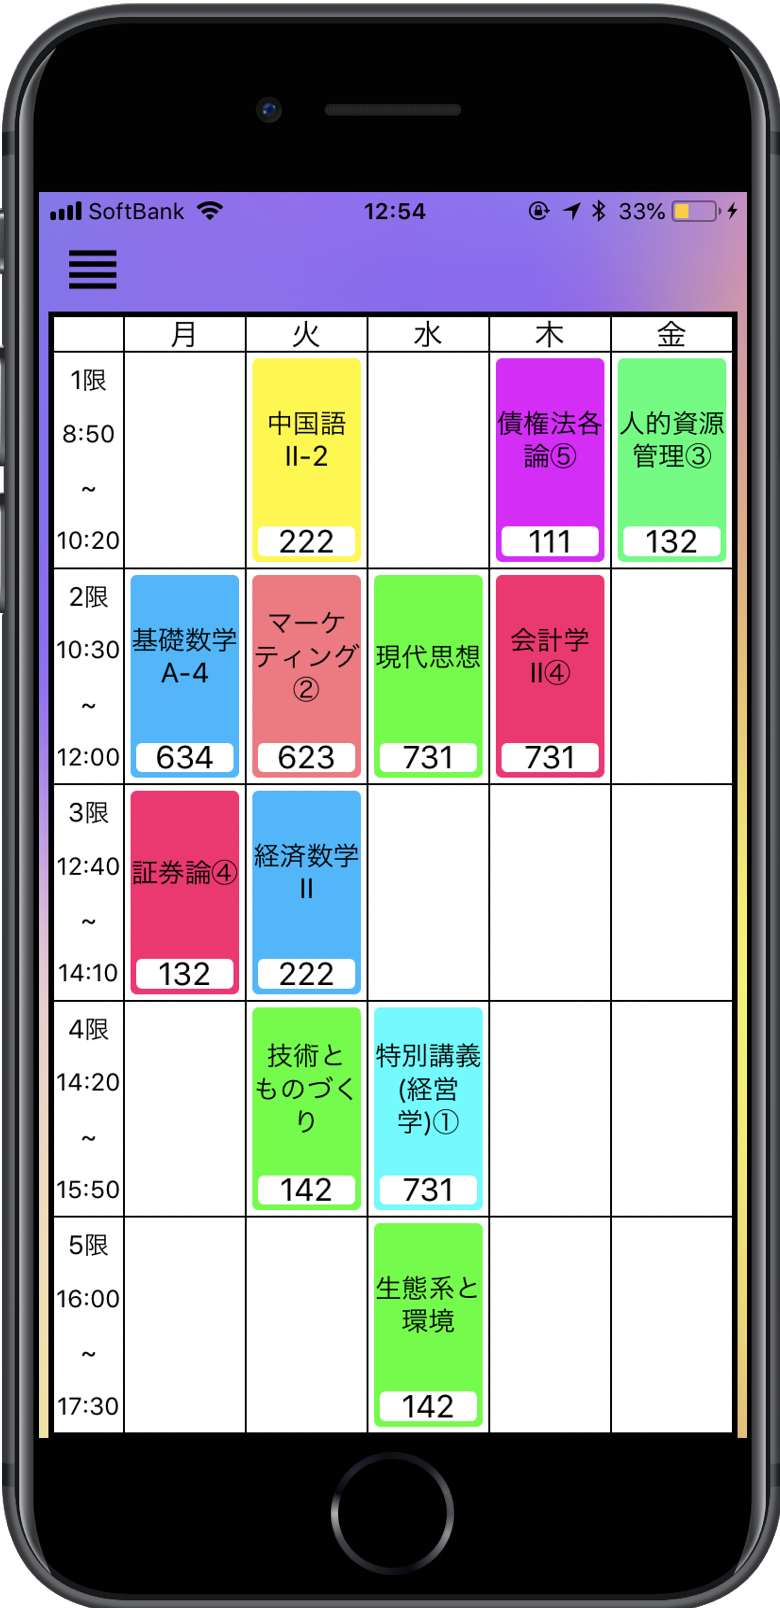 SoftBank 12:54 33%
月 火 水 木 金
1限
8:50
~
10:20
中国語
II-2
222
債権法各
論⑤
111
人的資源
管理③
132
2限
10:30
~
12:00
基礎数学
A-4
634
マーケ
ティング
②
623
現代思想
731
会計学
II④
731
3限
12:40
~
14:10
証券論④
132
経済数学
II
222
4限
14:20
~
15:50
技術と
ものづく
り
142
特別講義
(経営
学)①
731
5限
16:00
~
17:30
生態系と
環境
142